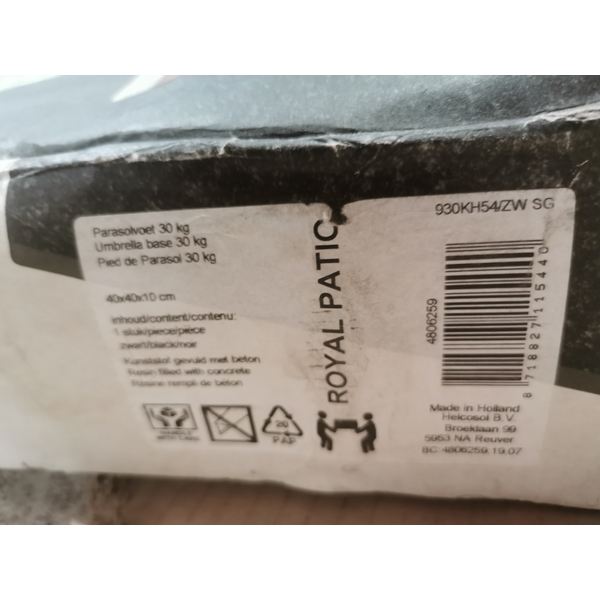 Parasolvoet 30 kg
Umbrella base 30 kg
Pied de Parasol 30 kg
40x40x10 cm
inhoud/content/contenu:
1 stuk/piece/pièce
zwart/black/noir
Kunststof gevuld met beton
Resin filled with concrete
Résine rempli de béton
HANDLE
WITH CARE
20
PAP
ROYAL PATIO
930KH54/ZW SG
4806259
8 718827 115440
Made in Holland
Helcosol B.V.
Broeklaan 99
5953 NA Reuver
BC 4806259.19.07